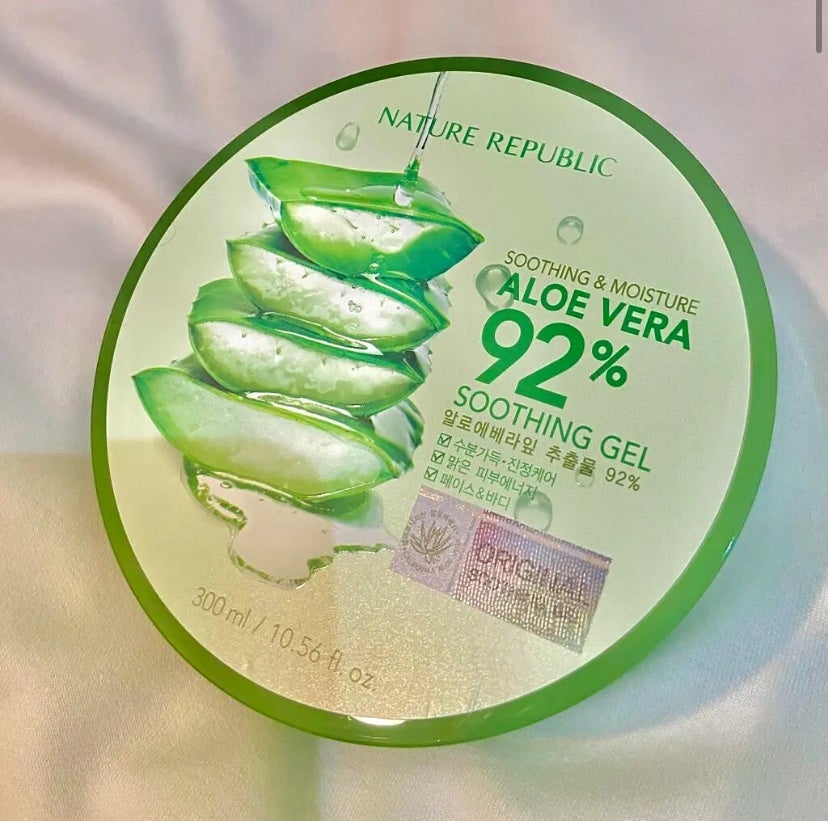 NATURE REPUBLIC
SOOTHING & MOISTURE
ALOE VERA
92%
SOOTHING GEL
알로에베라잎 추출물 92%
수분가득·진정케어
맑은 피부에너지
페이스&바디
ORIGINAL
300 ml / 10.56 fl. oz.